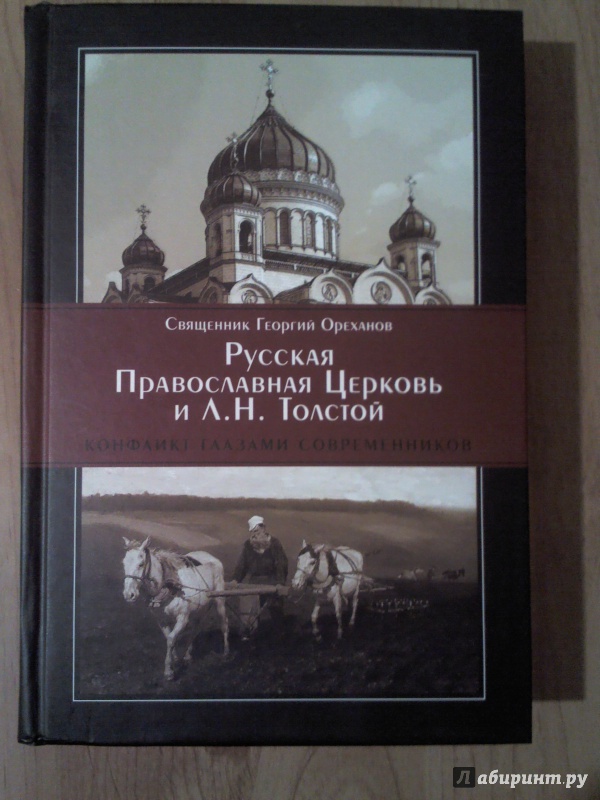 Священник Георгий Ореханов
Русская
Православная Церковь
и Л.Н. Толстой
КОНФЛИКТ ГЛАЗАМИ СОВРЕМЕННИКОВ
Лабиринт.ру